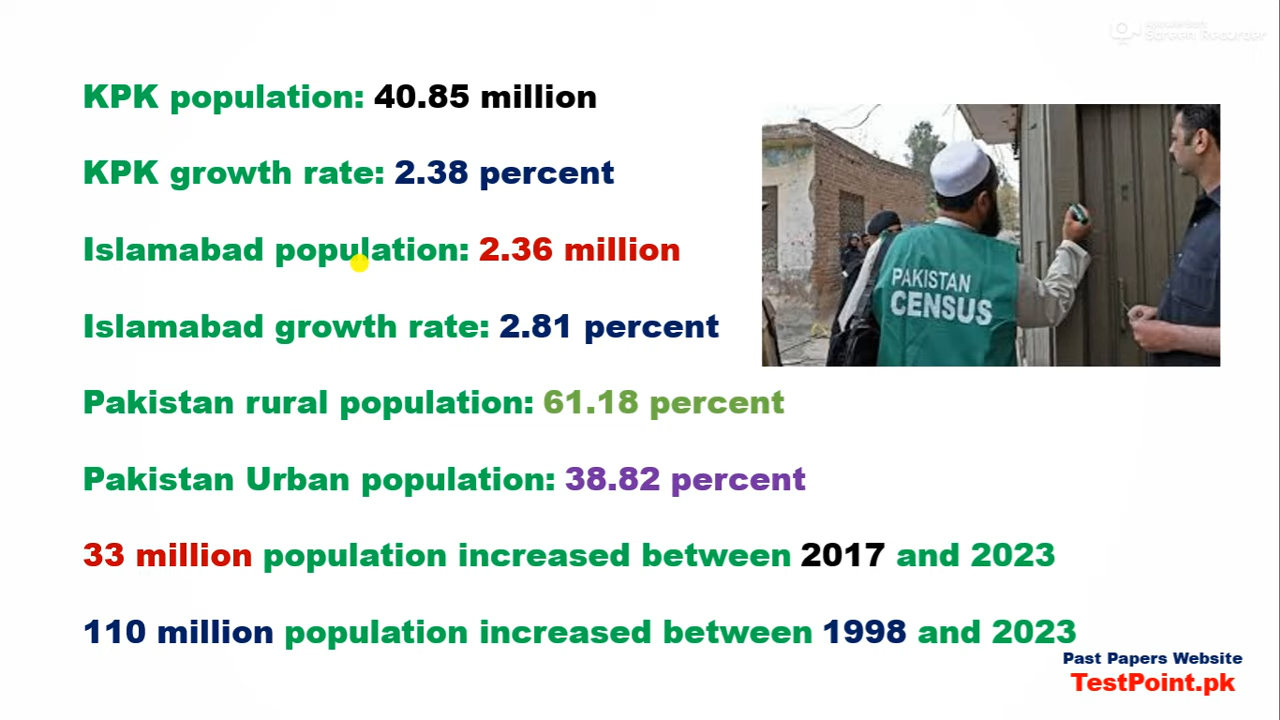 Screen Recorder
KPK population: 40.85 million
KPK growth rate: 2.38 percent
Islamabad population: 2.36 million
Islamabad growth rate: 2.81 percent
PAKISTAN
CENSUS
Pakistan rural population: 61.18 percent
Pakistan Urban population: 38.82 percent
33 million population increased between 2017 and 2023
110 million population increased between 1998 and 2023
Past Papers Website
TestPoint.pk